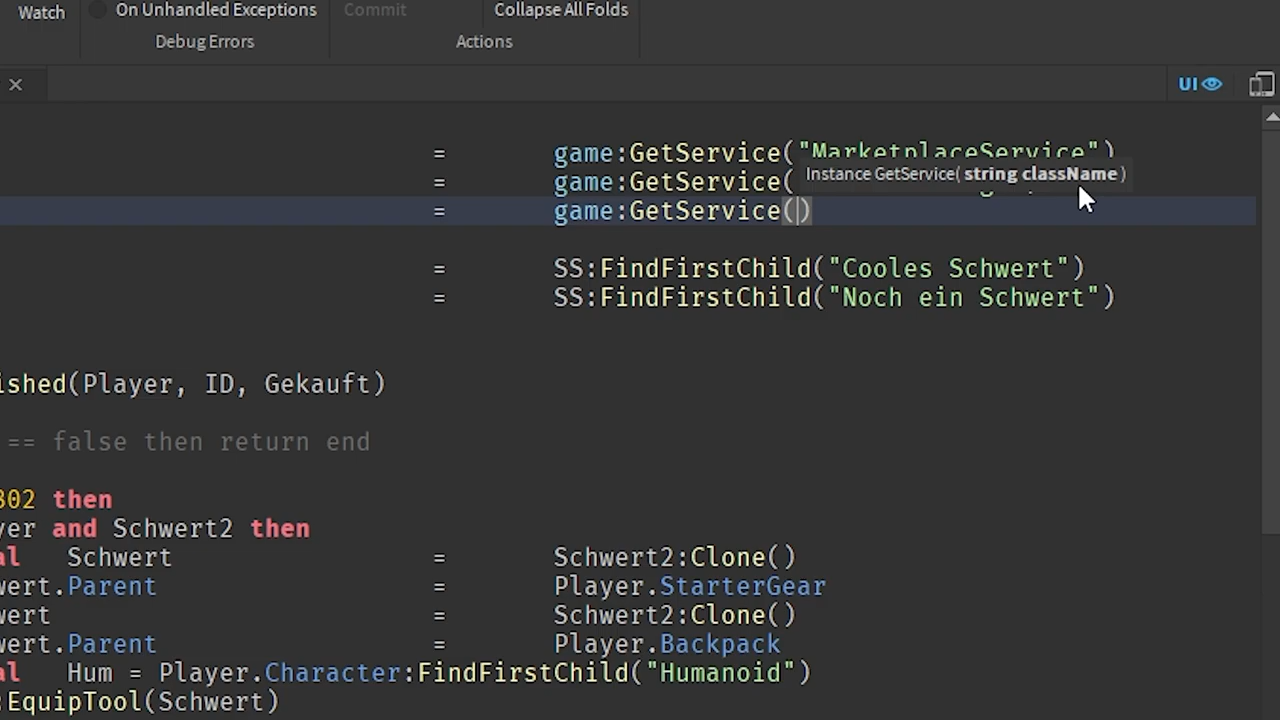 Watch
On Unhandled Exceptions
Commit
Collapse All Folds
Debug Errors
Actions
UI
= game:GetService("MarketplaceService")
= game:GetService(
Instance GetService( string className )
= game:GetService()
= SS:FindFirstChild("Cooles Schwert")
= SS:FindFirstChild("Noch ein Schwert")
ished(Player, ID, Gekauft)
== false then return end
302 then
yer and Schwert2 then
al Schwert = Schwert2:Clone()
wert.Parent = Player.StarterGear
wert = Schwert2:Clone()
wert.Parent = Player.Backpack
al Hum = Player.Character:FindFirstChild("Humanoid")
:EquipTool(Schwert)